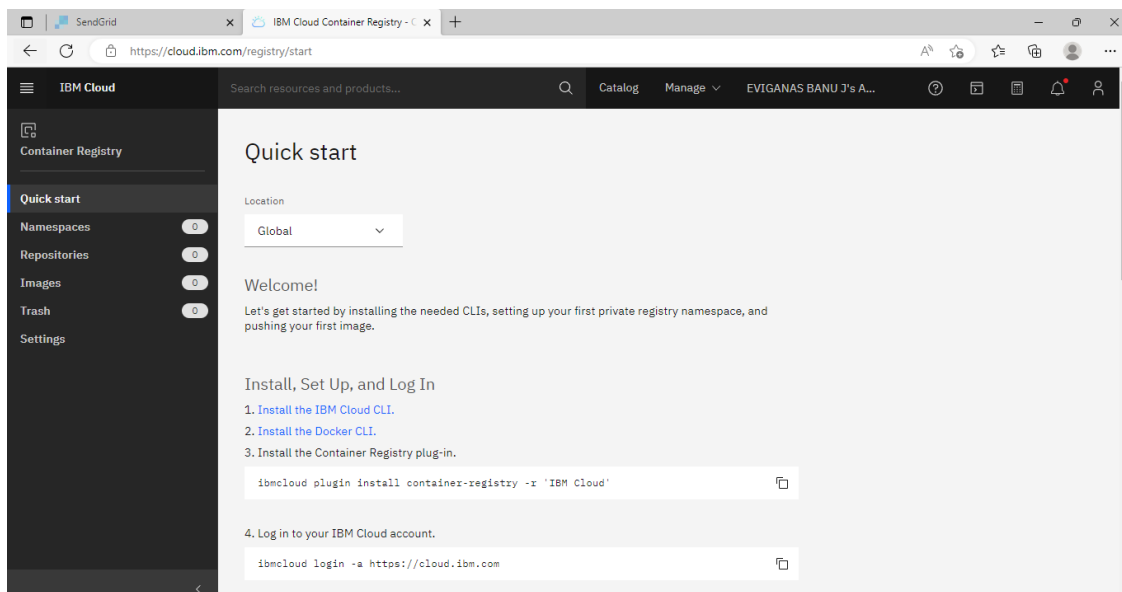 SendGrid
IBM Cloud Container Registry - C
https://cloud.ibm.com/registry/start
IBM Cloud
Search resources and products...
Catalog
Manage
EVIGANAS BANU J's A...
Container Registry
Quick start
Namespaces 0
Repositories 0
Images 0
Trash 0
Settings
Quick start
Location
Global
Welcome!
Let's get started by installing the needed CLIs, setting up your first private registry namespace, and
pushing your first image.
Install, Set Up, and Log In
1. Install the IBM Cloud CLI.
2. Install the Docker CLI.
3. Install the Container Registry plug-in.
ibmcloud plugin install container-registry -r 'IBM Cloud'
4. Log in to your IBM Cloud account.
ibmcloud login -a https://cloud.ibm.com